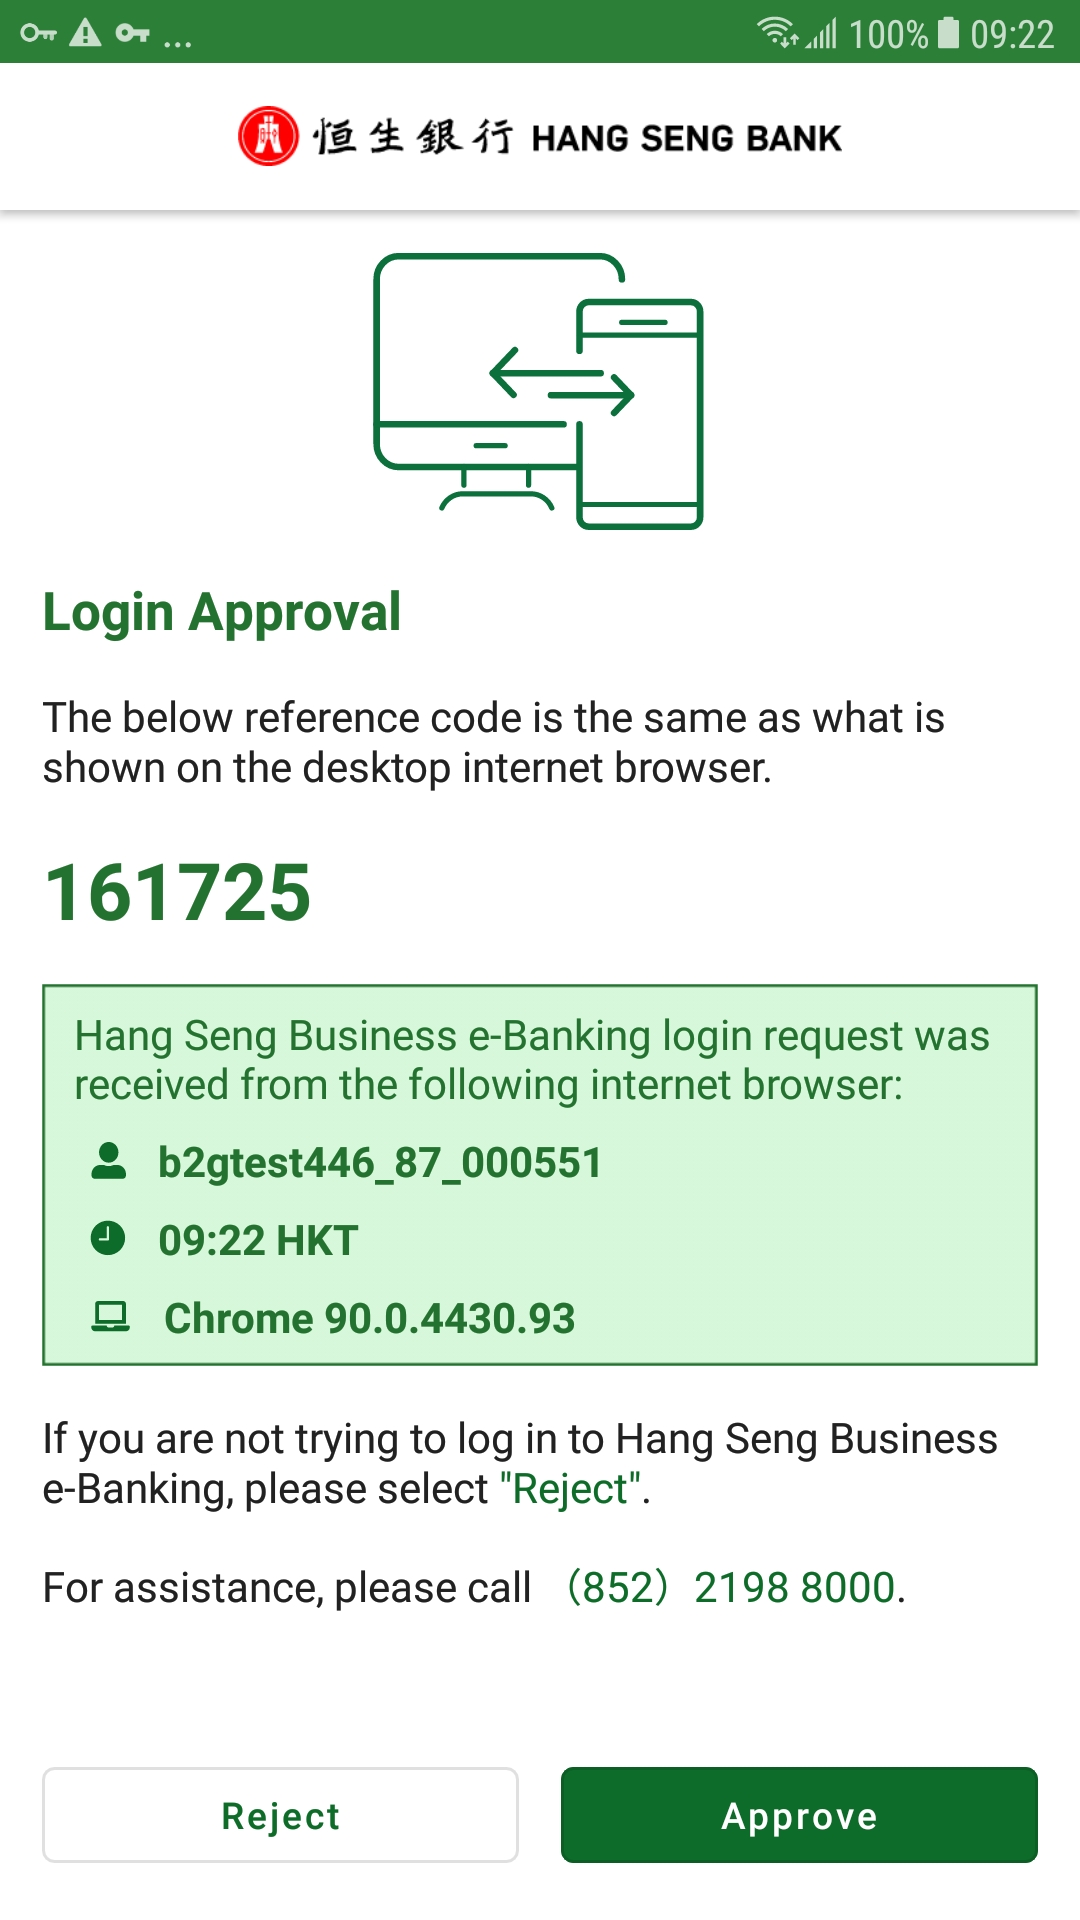 ... 100% 09:22
恒生銀行 HANG SENG BANK
Login Approval
The below reference code is the same as what is
shown on the desktop internet browser.
161725
Hang Seng Business e-Banking login request was
received from the following internet browser:
b2gtest446_87_000551
09:22 HKT
Chrome 90.0.4430.93
If you are not trying to log in to Hang Seng Business
e-Banking, please select "Reject".
For assistance, please call （852）2198 8000.
Reject Approve